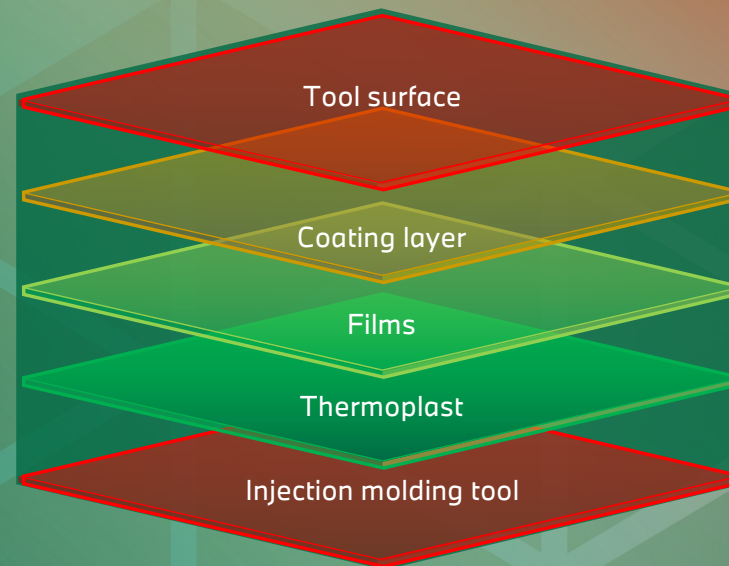 Tool surface
Coating layer
Films
Thermoplast
Injection molding tool